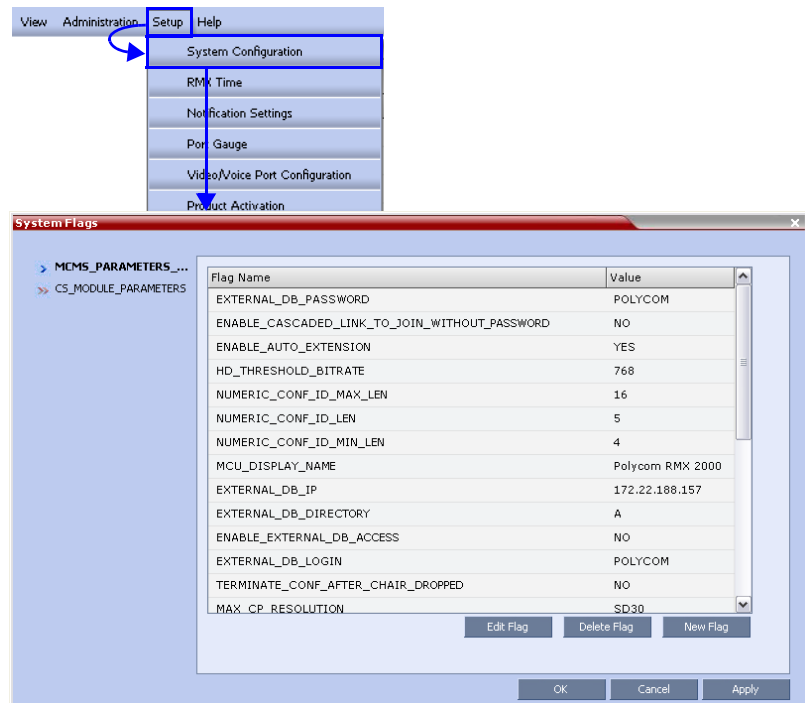 View Administration Setup Help
System Configuration
RMX Time
Notification Settings
Port Gauge
Video/Voice Port Configuration
Product Activation
System Flags
MCMS_PARAMETERS_...
CS_MODULE_PARAMETERS
Flag Name Value
EXTERNAL_DB_PASSWORD POLYCOM
ENABLE_CASCADED_LINK_TO_JOIN_WITHOUT_PASSWORD NO
ENABLE_AUTO_EXTENSION YES
HD_THRESHOLD_BITRATE 768
NUMERIC_CONF_ID_MAX_LEN 16
NUMERIC_CONF_ID_LEN 5
NUMERIC_CONF_ID_MIN_LEN 4
MCU_DISPLAY_NAME Polycom RMX 2000
EXTERNAL_DB_IP 172.22.188.157
EXTERNAL_DB_DIRECTORY A
ENABLE_EXTERNAL_DB_ACCESS NO
EXTERNAL_DB_LOGIN POLYCOM
TERMINATE_CONF_AFTER_CHAIR_DROPPED NO
MAX_CP_RESOLUTION SD30
Edit Flag Delete Flag New Flag
OK Cancel Apply